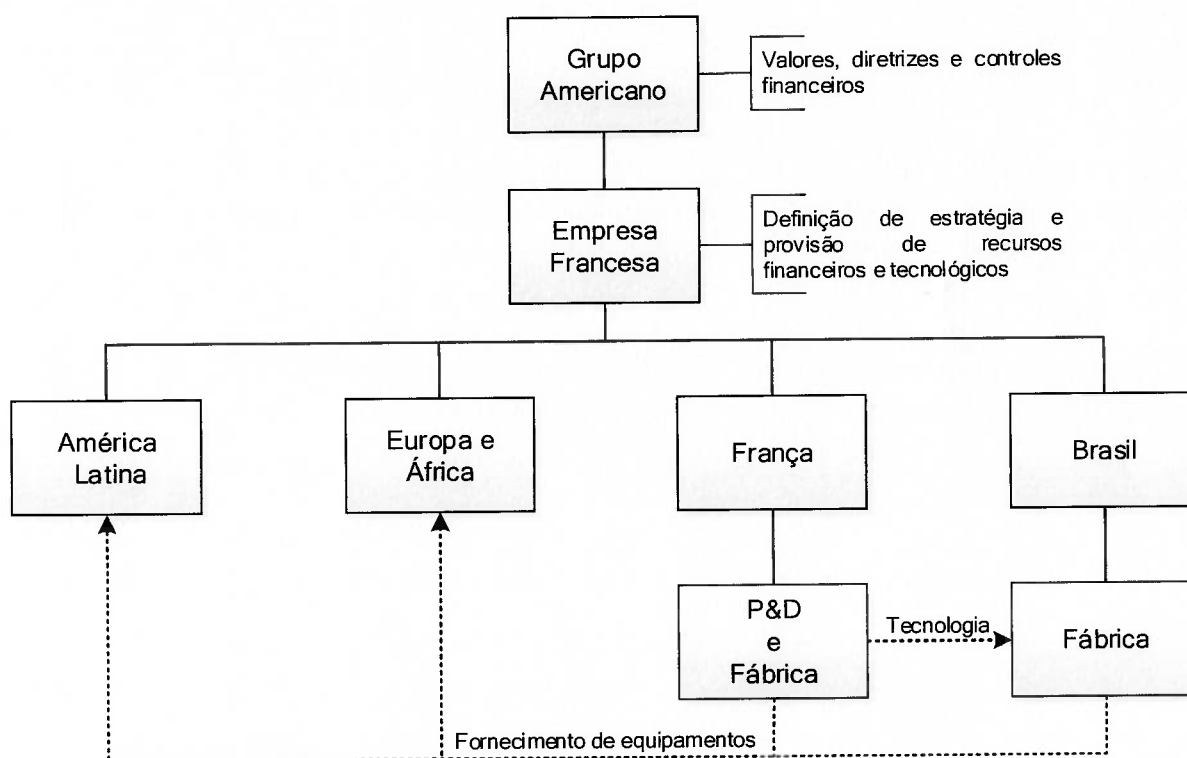 Grupo
Americano
Valores, diretrizes e controles
financeiros
Empresa
Francesa
Definição de estratégia e
provisão de recursos
financeiros e tecnológicos
América
Latina
Europa e
África
França
Brasil
P&D
e
Fábrica
Tecnologia
Fábrica
Fornecimento de equipamentos